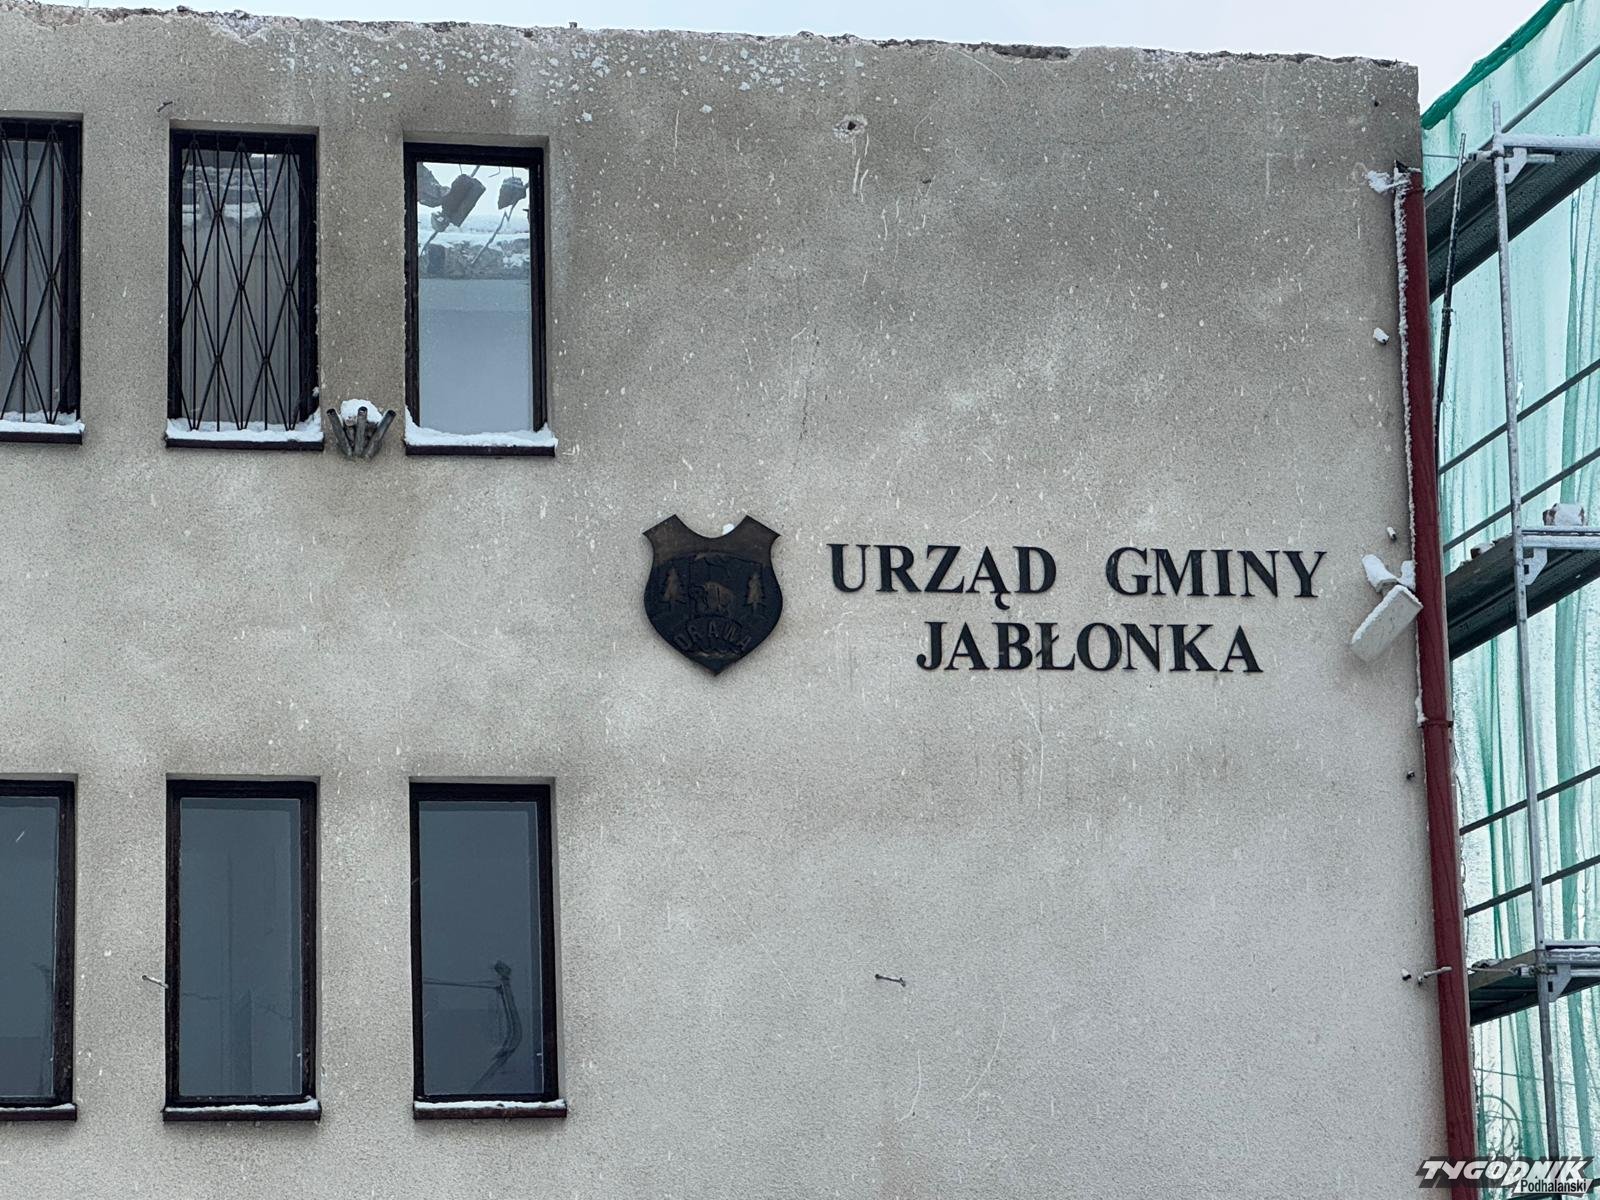 URZĄD GMINY
JABŁONKA
ORAWA
TYGODNIK
Podhalański